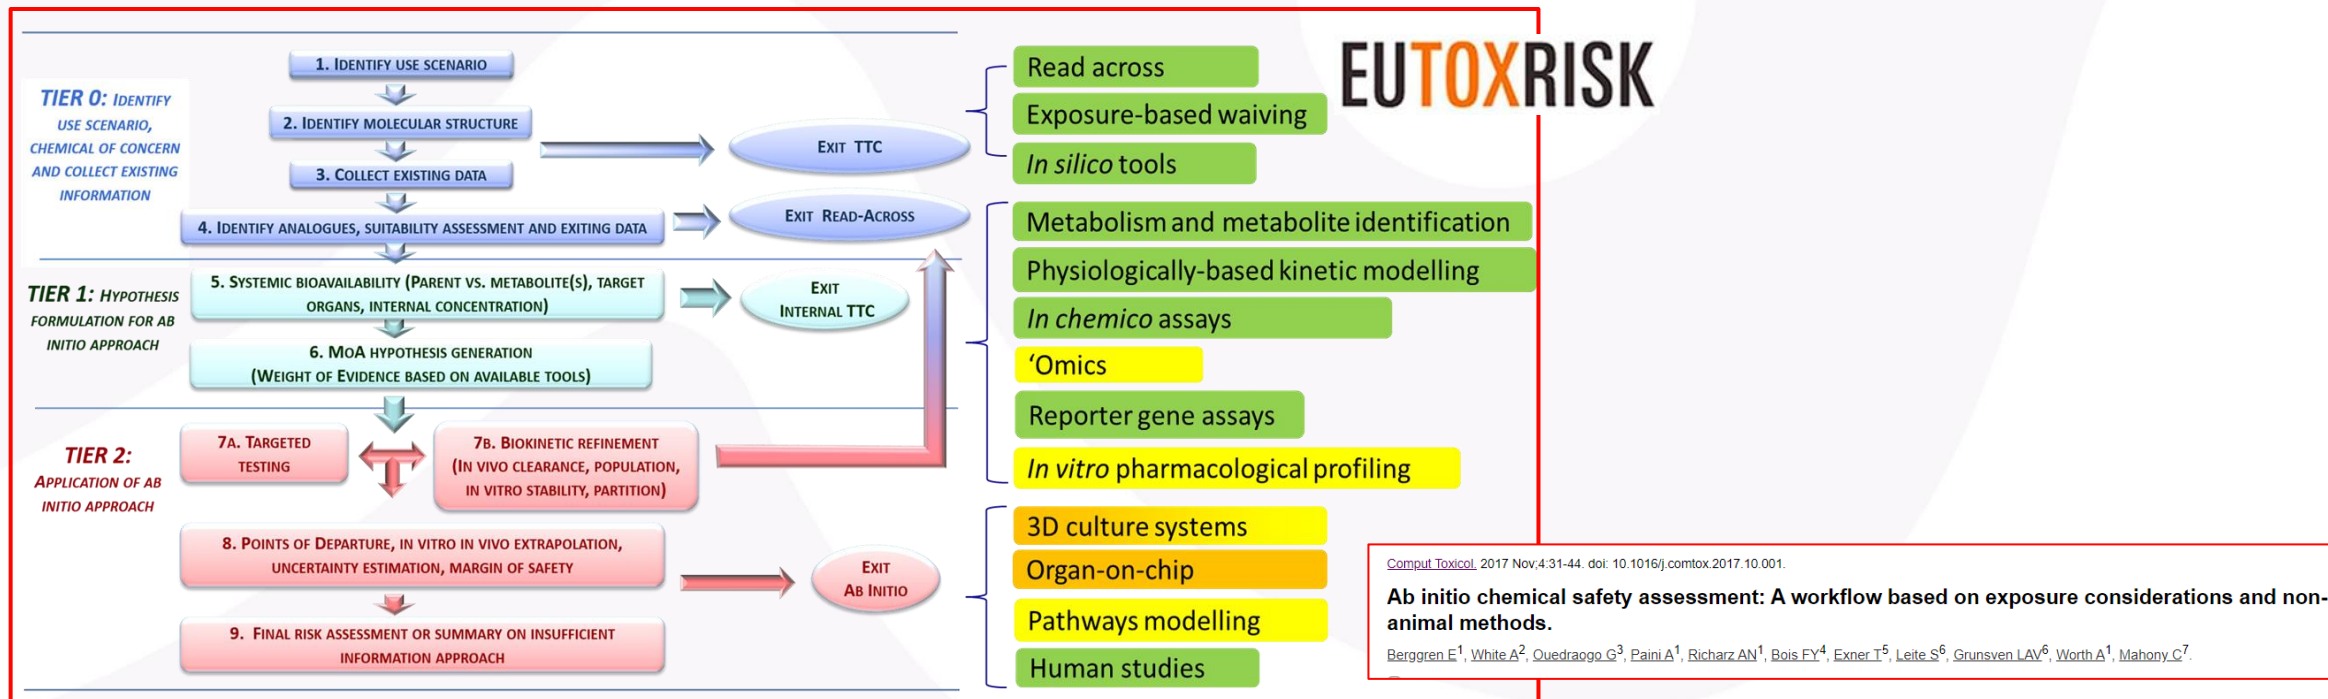 TIER 0: IDENTIFY
USE SCENARIO,
CHEMICAL OF CONCERN
AND COLLECT EXISTING
INFORMATION
1. IDENTIFY USE SCENARIO
2. IDENTIFY MOLECULAR STRUCTURE
3. COLLECT EXISTING DATA
4. IDENTIFY ANALOGUES, SUITABILITY ASSESSMENT AND EXITING DATA
EXIT TTC
EXIT READ-ACROSS
TIER 1: HYPOTHESIS
FORMULATION FOR AB
INITIO APPROACH
5. SYSTEMIC BIOAVAILABILITY (PARENT VS. METABOLITE(S), TARGET
ORGANS, INTERNAL CONCENTRATION)
EXIT
INTERNAL TTC
6. MOA HYPOTHESIS GENERATION
(WEIGHT OF EVIDENCE BASED ON AVAILABLE TOOLS)
TIER 2:
APPLICATION OF AB
INITIO APPROACH
7A. TARGETED
TESTING
7B. BIOKINETIC REFINEMENT
(IN VIVO CLEARANCE, POPULATION,
IN VITRO STABILITY, PARTITION)
8. POINTS OF DEPARTURE, IN VITRO IN VIVO EXTRAPOLATION,
UNCERTAINTY ESTIMATION, MARGIN OF SAFETY
EXIT
AB INITIO
9. FINAL RISK ASSESSMENT OR SUMMARY ON INSUFFICIENT
INFORMATION APPROACH
Read across
Exposure-based waiving
In silico tools
Metabolism and metabolite identification
Physiologically-based kinetic modelling
In chemico assays
‘Omics
Reporter gene assays
In vitro pharmacological profiling
3D culture systems
Organ-on-chip
Pathways modelling
Human studies
EUTOXRISK
Comput Toxicol. 2017 Nov;4:31-44. doi: 10.1016/j.comtox.2017.10.001.
Ab initio chemical safety assessment: A workflow based on exposure considerations and non-
animal methods.
Berggren E1, White A2, Ouedraogo G3, Paini A1, Richarz AN1, Bois FY4, Exner T5, Leite S6, Grunsven LAV6, Worth A1, Mahony C7.